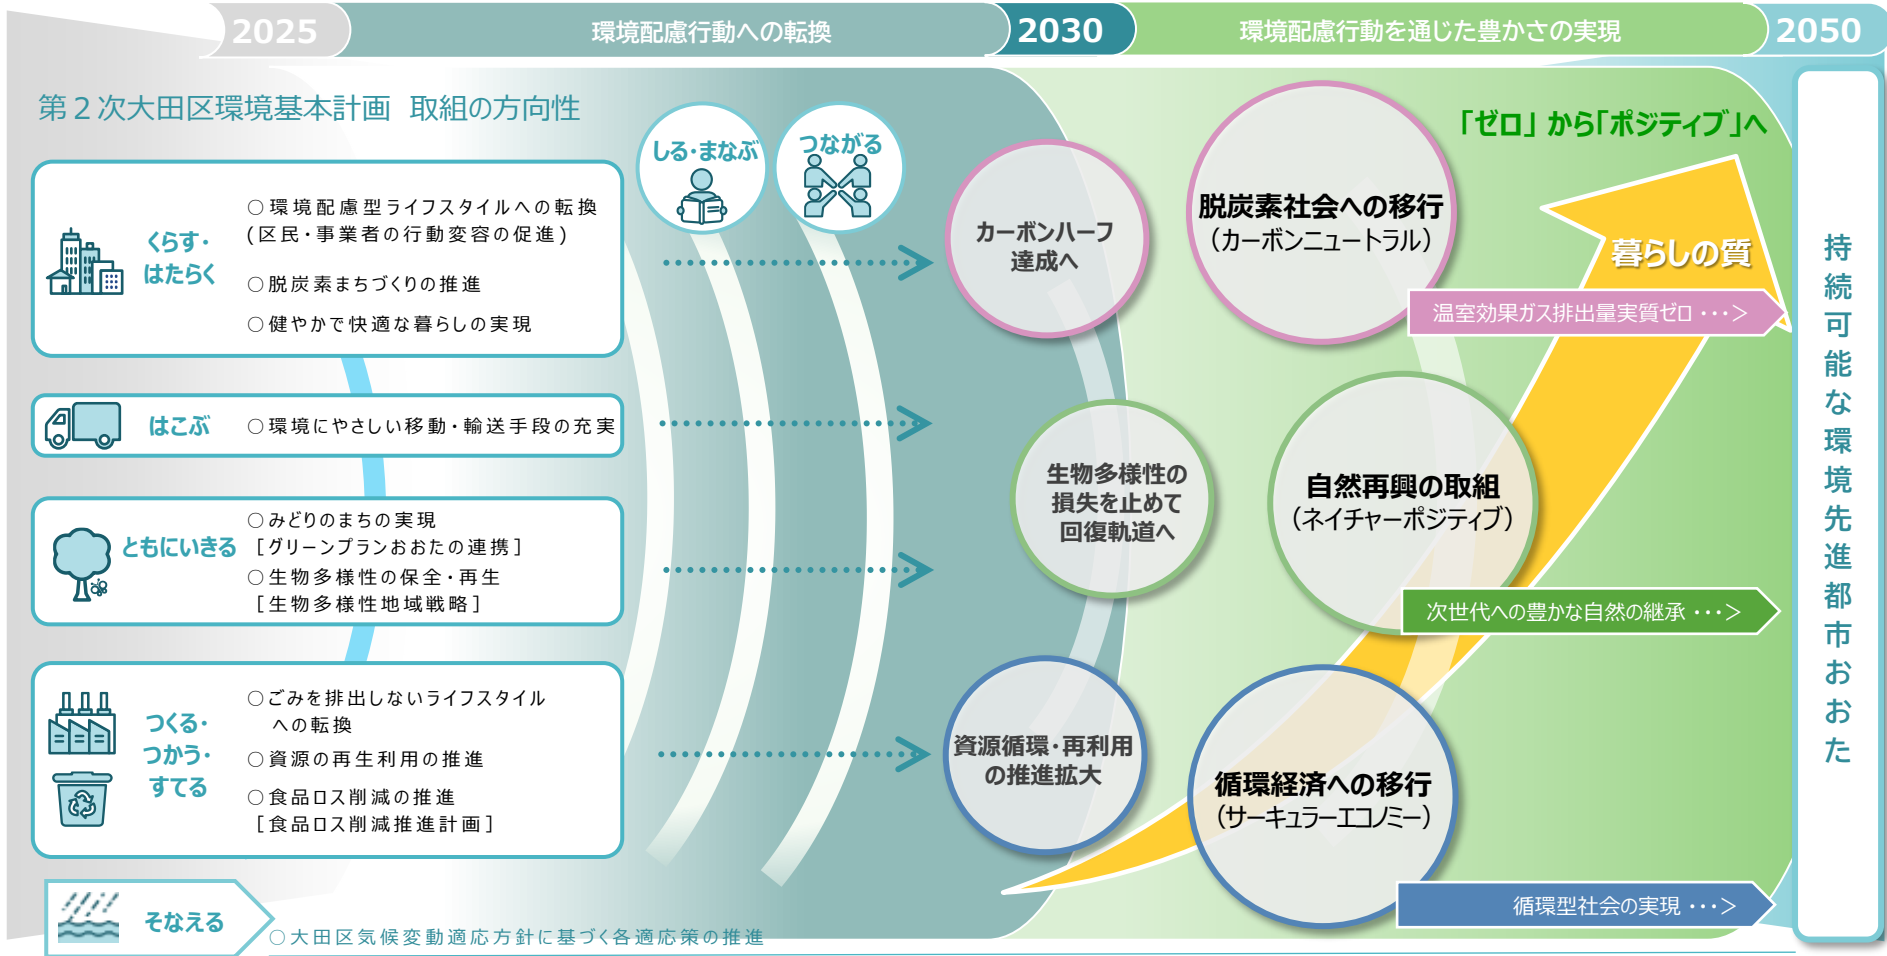 2025
環境配慮行動への転換
2030
環境配慮行動を通じた豊かさの実現
2050
第2次大田区環境基本計画 取組の方向性
しる・まなぶ
つながる
「ゼロ」から「ポジティブ」へ
くらす・
はたらく
○環境配慮型ライフスタイルへの転換
(区民・事業者の行動変容の促進)
○脱炭素まちづくりの推進
○健やかで快適な暮らしの実現
はこぶ
○環境にやさしい移動・輸送手段の充実
ともにいきる
○みどりのまちの実現
[グリーンプランおおたの連携]
○生物多様性の保全・再生
[生物多様性地域戦略]
つくる・
つかう・
すてる
○ごみを排出しないライフスタイル
への転換
○資源の再生利用の推進
○食品ロス削減の推進
[食品ロス削減推進計画]
そなえる
○大田区気候変動適応方針に基づく各適応策の推進
カーボンハーフ
達成へ
生物多様性の
損失を止めて
回復軌道へ
資源循環・再利用
の推進拡大
脱炭素社会への移行
(カーボンニュートラル)
暮らしの質
温室効果ガス排出量実質ゼロ・・・>
自然再興の取組
(ネイチャーポジティブ)
次世代への豊かな自然の継承・・・>
循環経済への移行
(サーキュラーエコノミー)
循環型社会の実現・・・>
持続可能な環境先進都市おおた